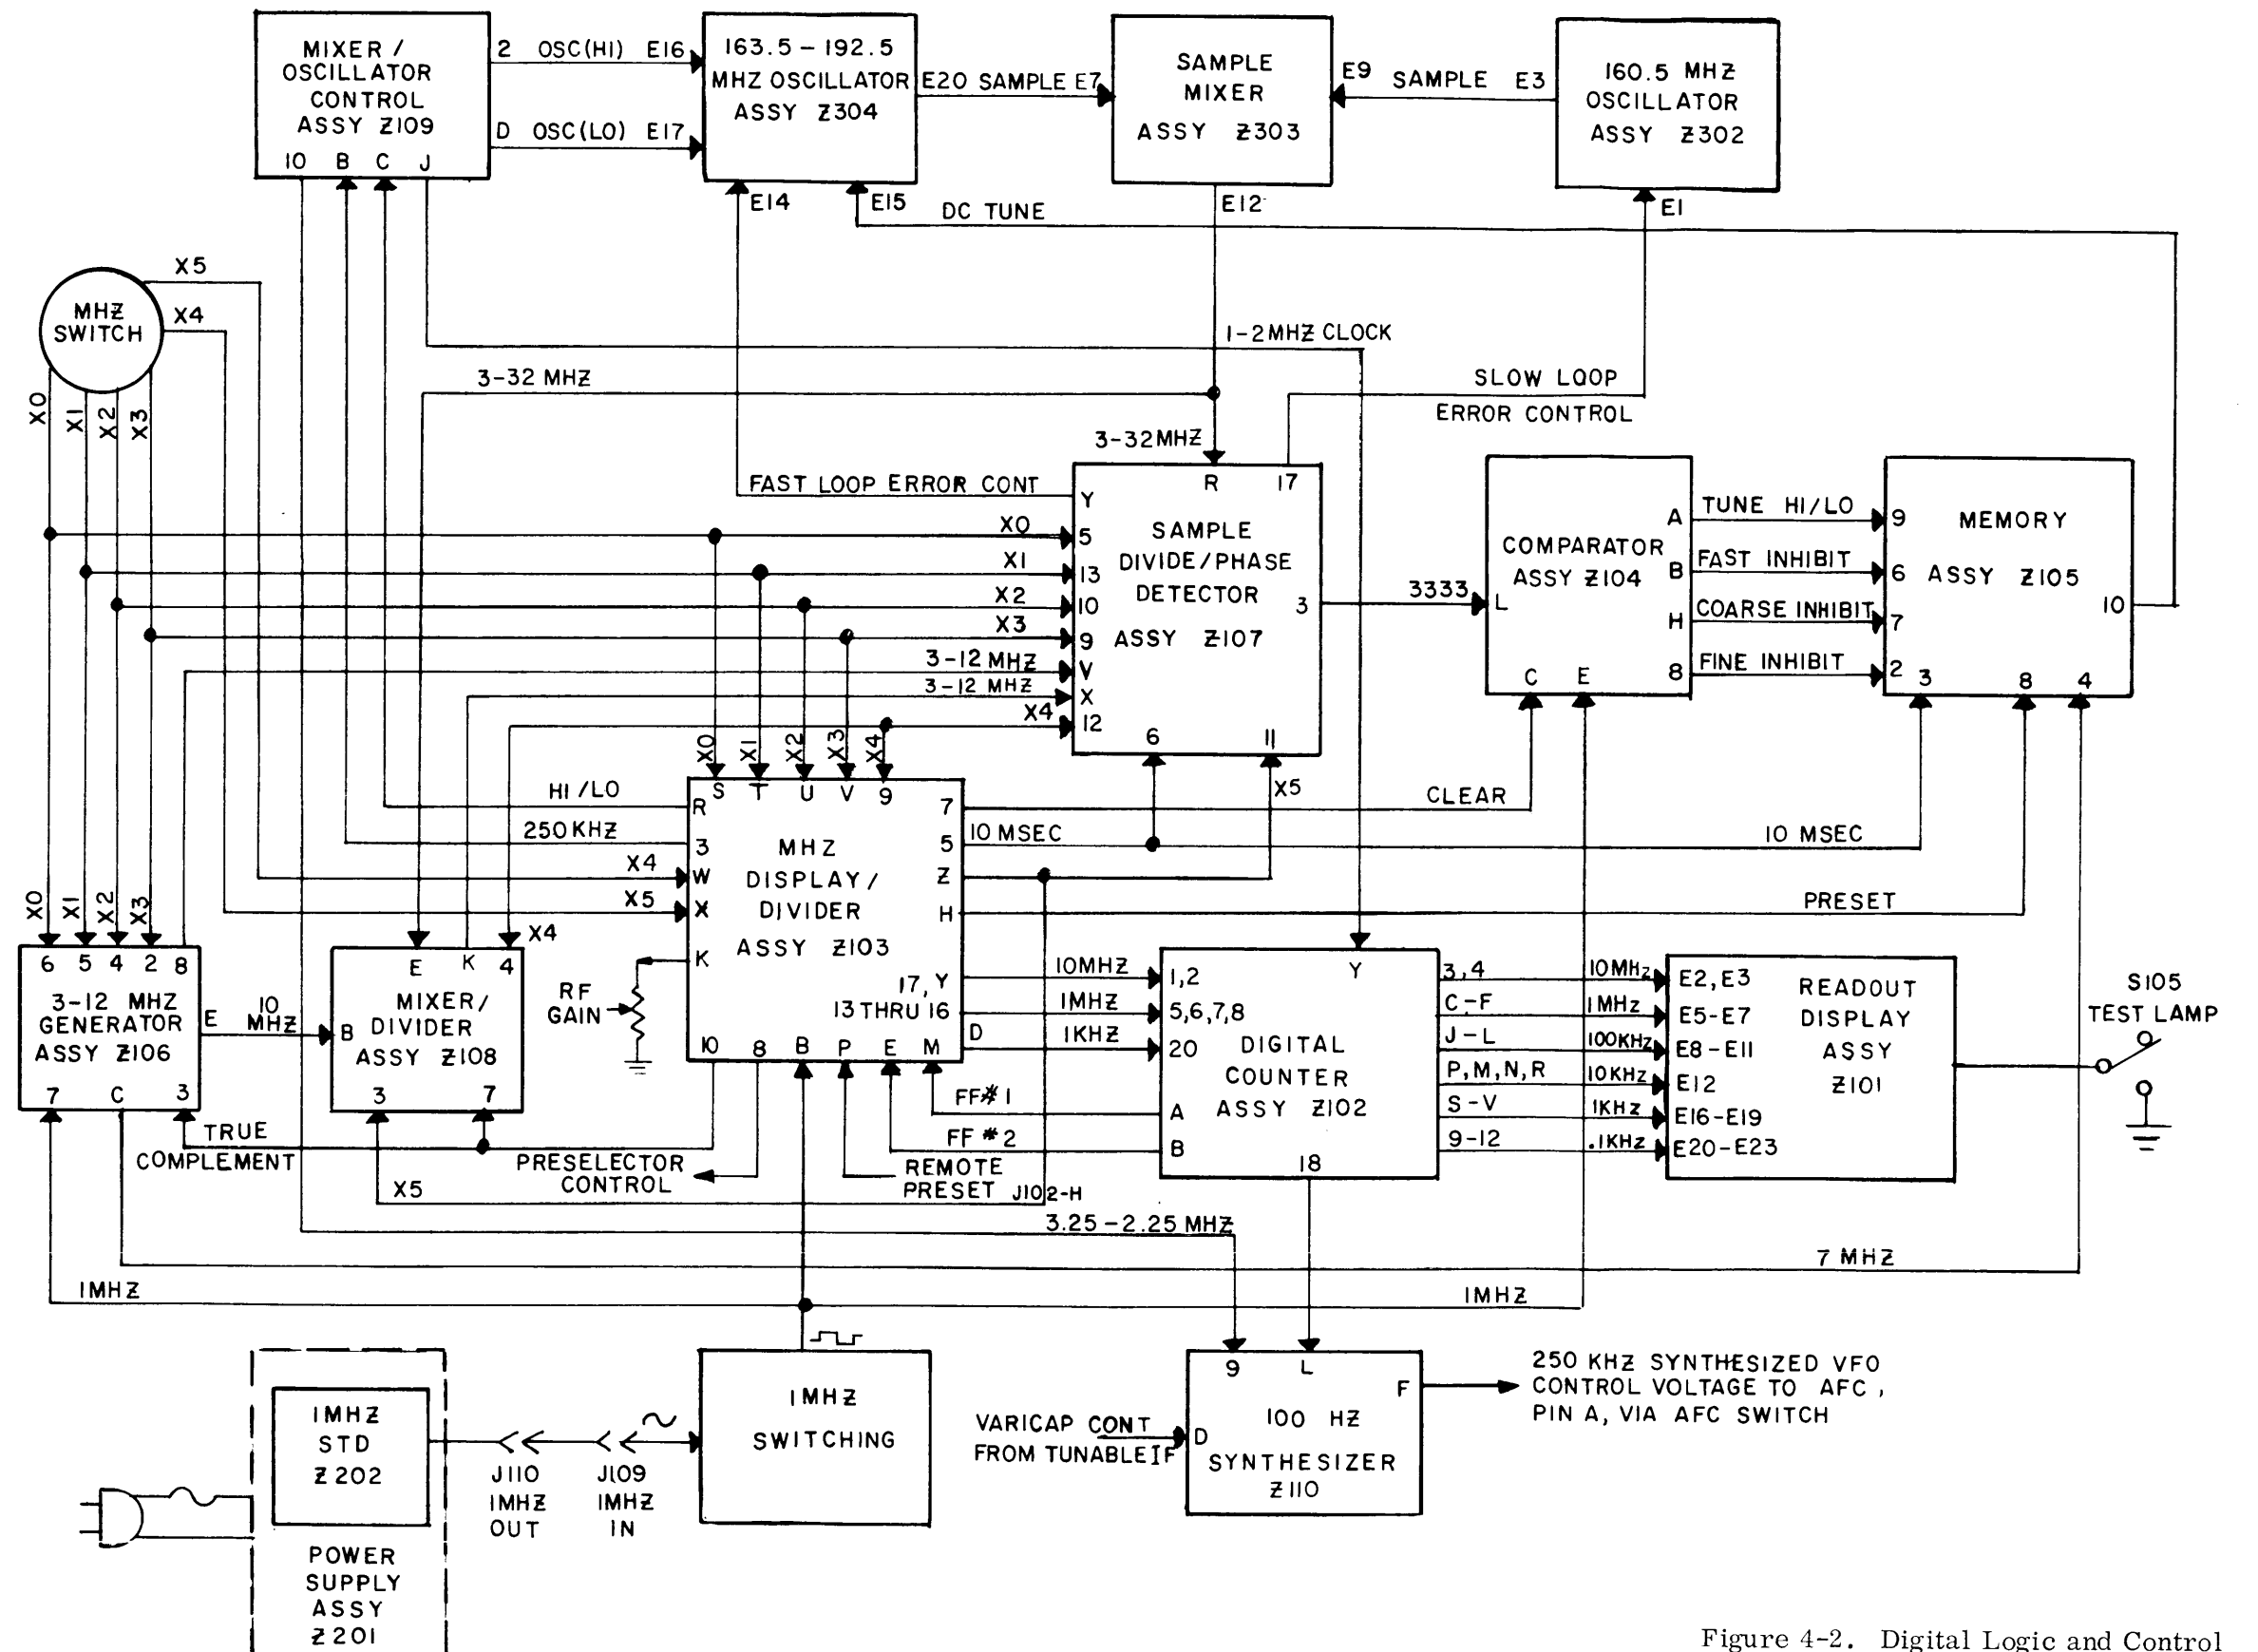 MIXER /
OSCILLATOR
CONTROL
ASSY Z109
10 B C J
2 OSC(HI) E16
D OSC(LO) E17
163.5-192.5
MHZ OSCILLATOR
ASSY Z304
E20 SAMPLE E7
SAMPLE
MIXER
ASSY Z303
E9 SAMPLE E3
160.5 MHZ
OSCILLATOR
ASSY Z302
E14
E15
DC TUNE
E12
E1
X5
MHZ
SWITCH
X4
1-2MHZ CLOCK
X0
X1
X2
X3
3-32 MHZ
SLOW LOOP
ERROR CONTROL
3-32MHZ
FAST LOOP ERROR CONT
X0
X1
X2
X3
3-12 MHZ
3-12 MHZ
X4
R 17
Y
5
13
10
9
V
X
12
SAMPLE
DIVIDE/PHASE
DETECTOR
ASSY Z107
3
6 11
3333
L
COMPARATOR
ASSY Z104
A
B
H
8
C E
TUNE HI/LO
FAST INHIBIT
COARSE INHIBIT
FINE INHIBIT
9
6
7
2
MEMORY
ASSY Z105
10
3 8 4
X0
X1
X2
X3
X4
X5
HI/LO
250KHZ
X4
X5
S T U V 9
R
3
W
X
K
MHZ
DISPLAY/
DIVIDER
ASSY Z103
7
5
Z
H
17, Y
13 THRU 16
D
10 8 B P E M
CLEAR
10 MSEC
10 MSEC
PRESET
X0
X1
X2
X3
X4
6 5 4 2 8
3-12 MHZ
GENERATOR
ASSY Z106
7 C 3
E
10
MHZ
E K 4
B
MIXER/
DIVIDER
ASSY Z108
3 7
RF
GAIN
10MHZ
1MHZ
1KHZ
1,2
5,6,7,8
20
Y
DIGITAL
COUNTER
ASSY Z102
A
B
18
FF#1
FF #2
3,4 10MHz
C-F 1MHz
J-L 100KHz
P,M,N,R 10KHz
S-V 1KHz
9-12 .1KHz
E2, E3
E5-E7
E8-E11
E12
E16-E19
E20-E23
READOUT
DISPLAY
ASSY
Z101
S105
TEST LAMP
TRUE
COMPLEMENT
PRESELECTOR
CONTROL
REMOTE
PRESET J102-H
X5
3.25-2.25 MHZ
7 MHZ
1MHZ
1MHZ
1MHZ
STD
Z202
POWER
SUPPLY
ASSY
Z201
J110
1MHZ
OUT
J109
1MHZ
IN
1MHZ
SWITCHING
VARICAP CONT
FROM TUNABLE IF
9 L
D
F
100 HZ
SYNTHESIZER
Z110
250 KHZ SYNTHESIZED VFO
CONTROL VOLTAGE TO AFC,
PIN A, VIA AFC SWITCH
Figure 4-2. Digital Logic and Control